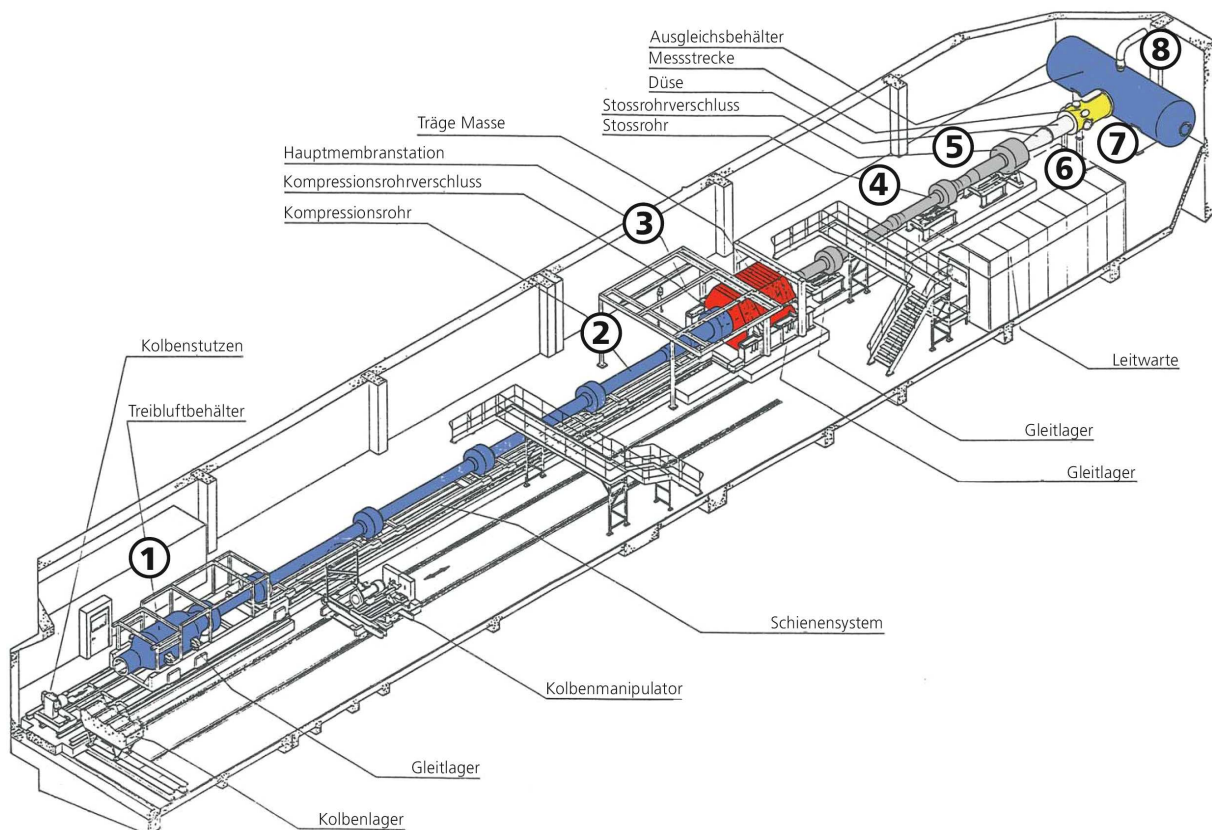 Ausgleichsbehälter
Messstrecke
Düse
Stossrohrverschluss
Stossrohr
Träge Masse
Hauptmembranstation
Kompressionsrohrverschluss
Kompressionsrohr
Kolbenstutzen
Treibluftbehälter
1
2
3
4
5
6
7
8
Leitwarte
Gleitlager
Gleitlager
Schienensystem
Kolbenmanipulator
Gleitlager
Kolbenlager